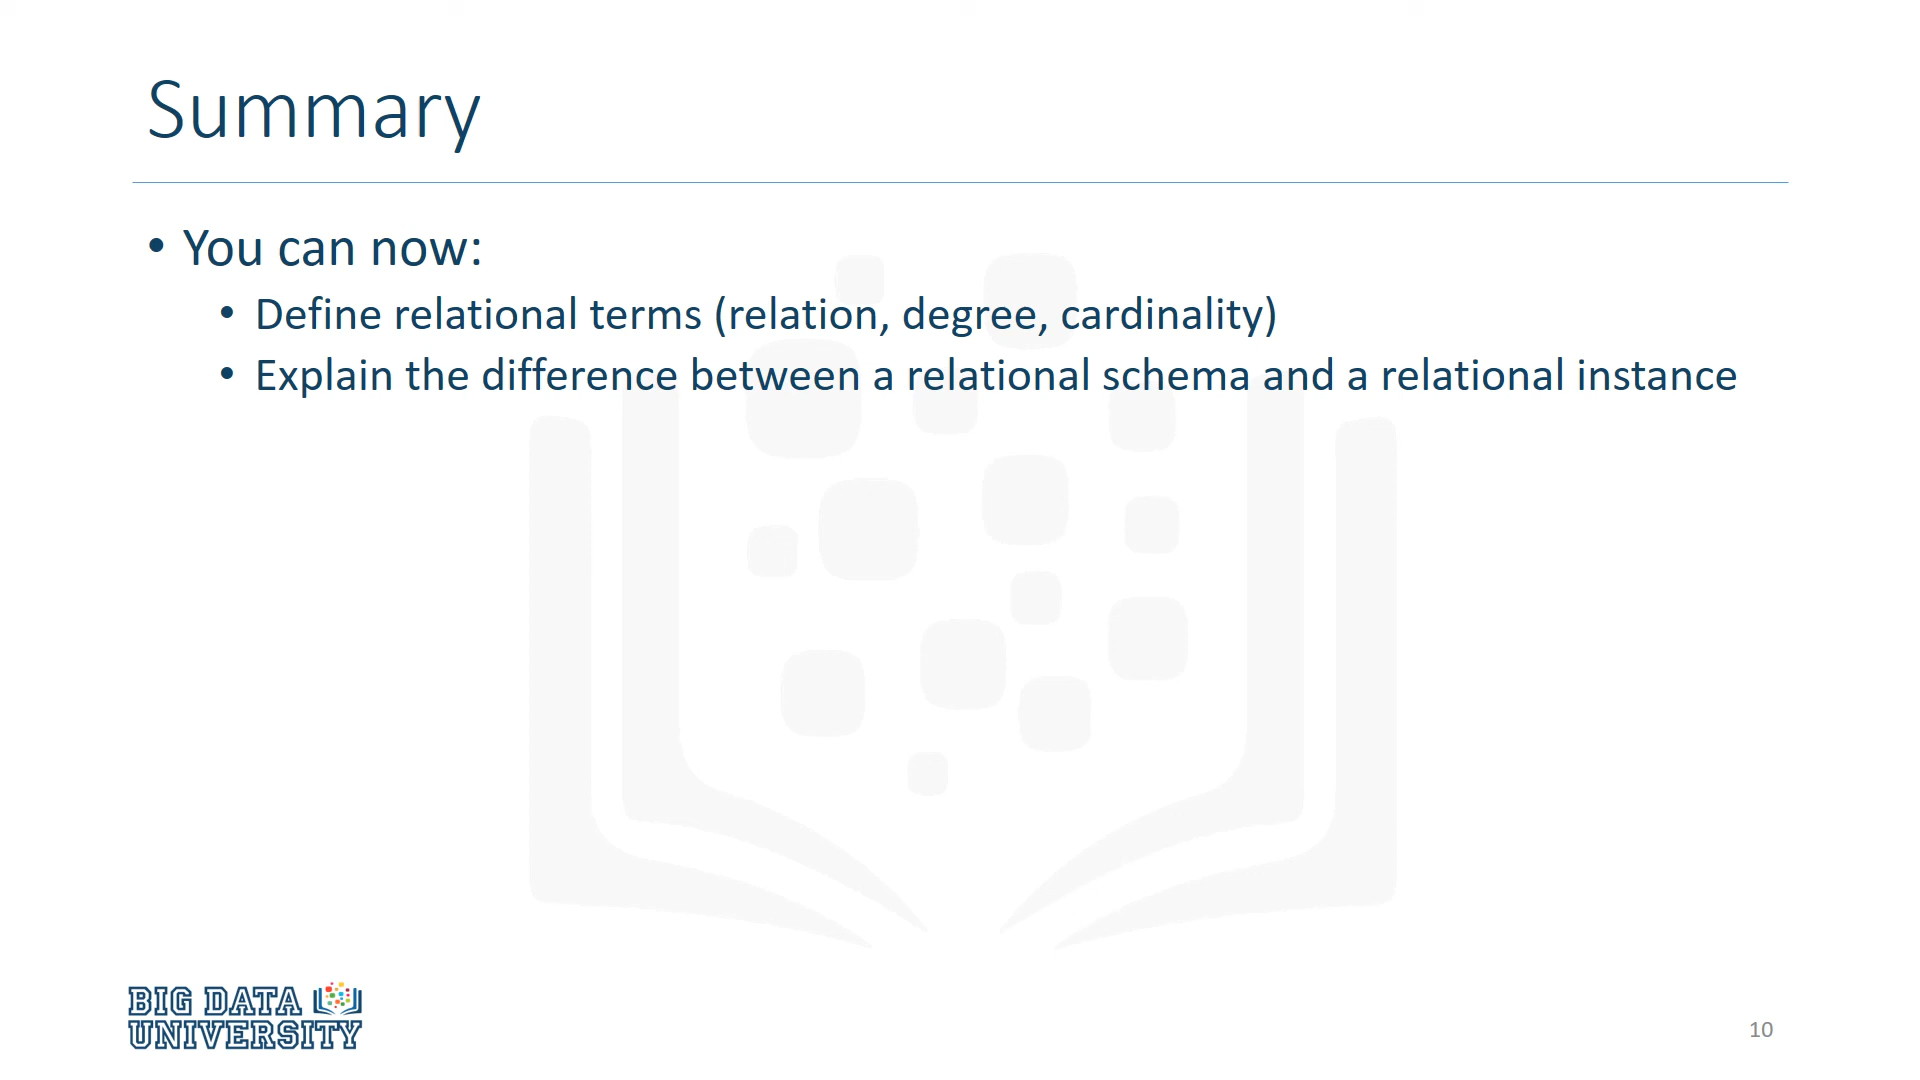 Summary
• You can now:
• Define relational terms (relation, degree, cardinality)
• Explain the difference between a relational schema and a relational instance
BIG DATA
UNIVERSITY
10